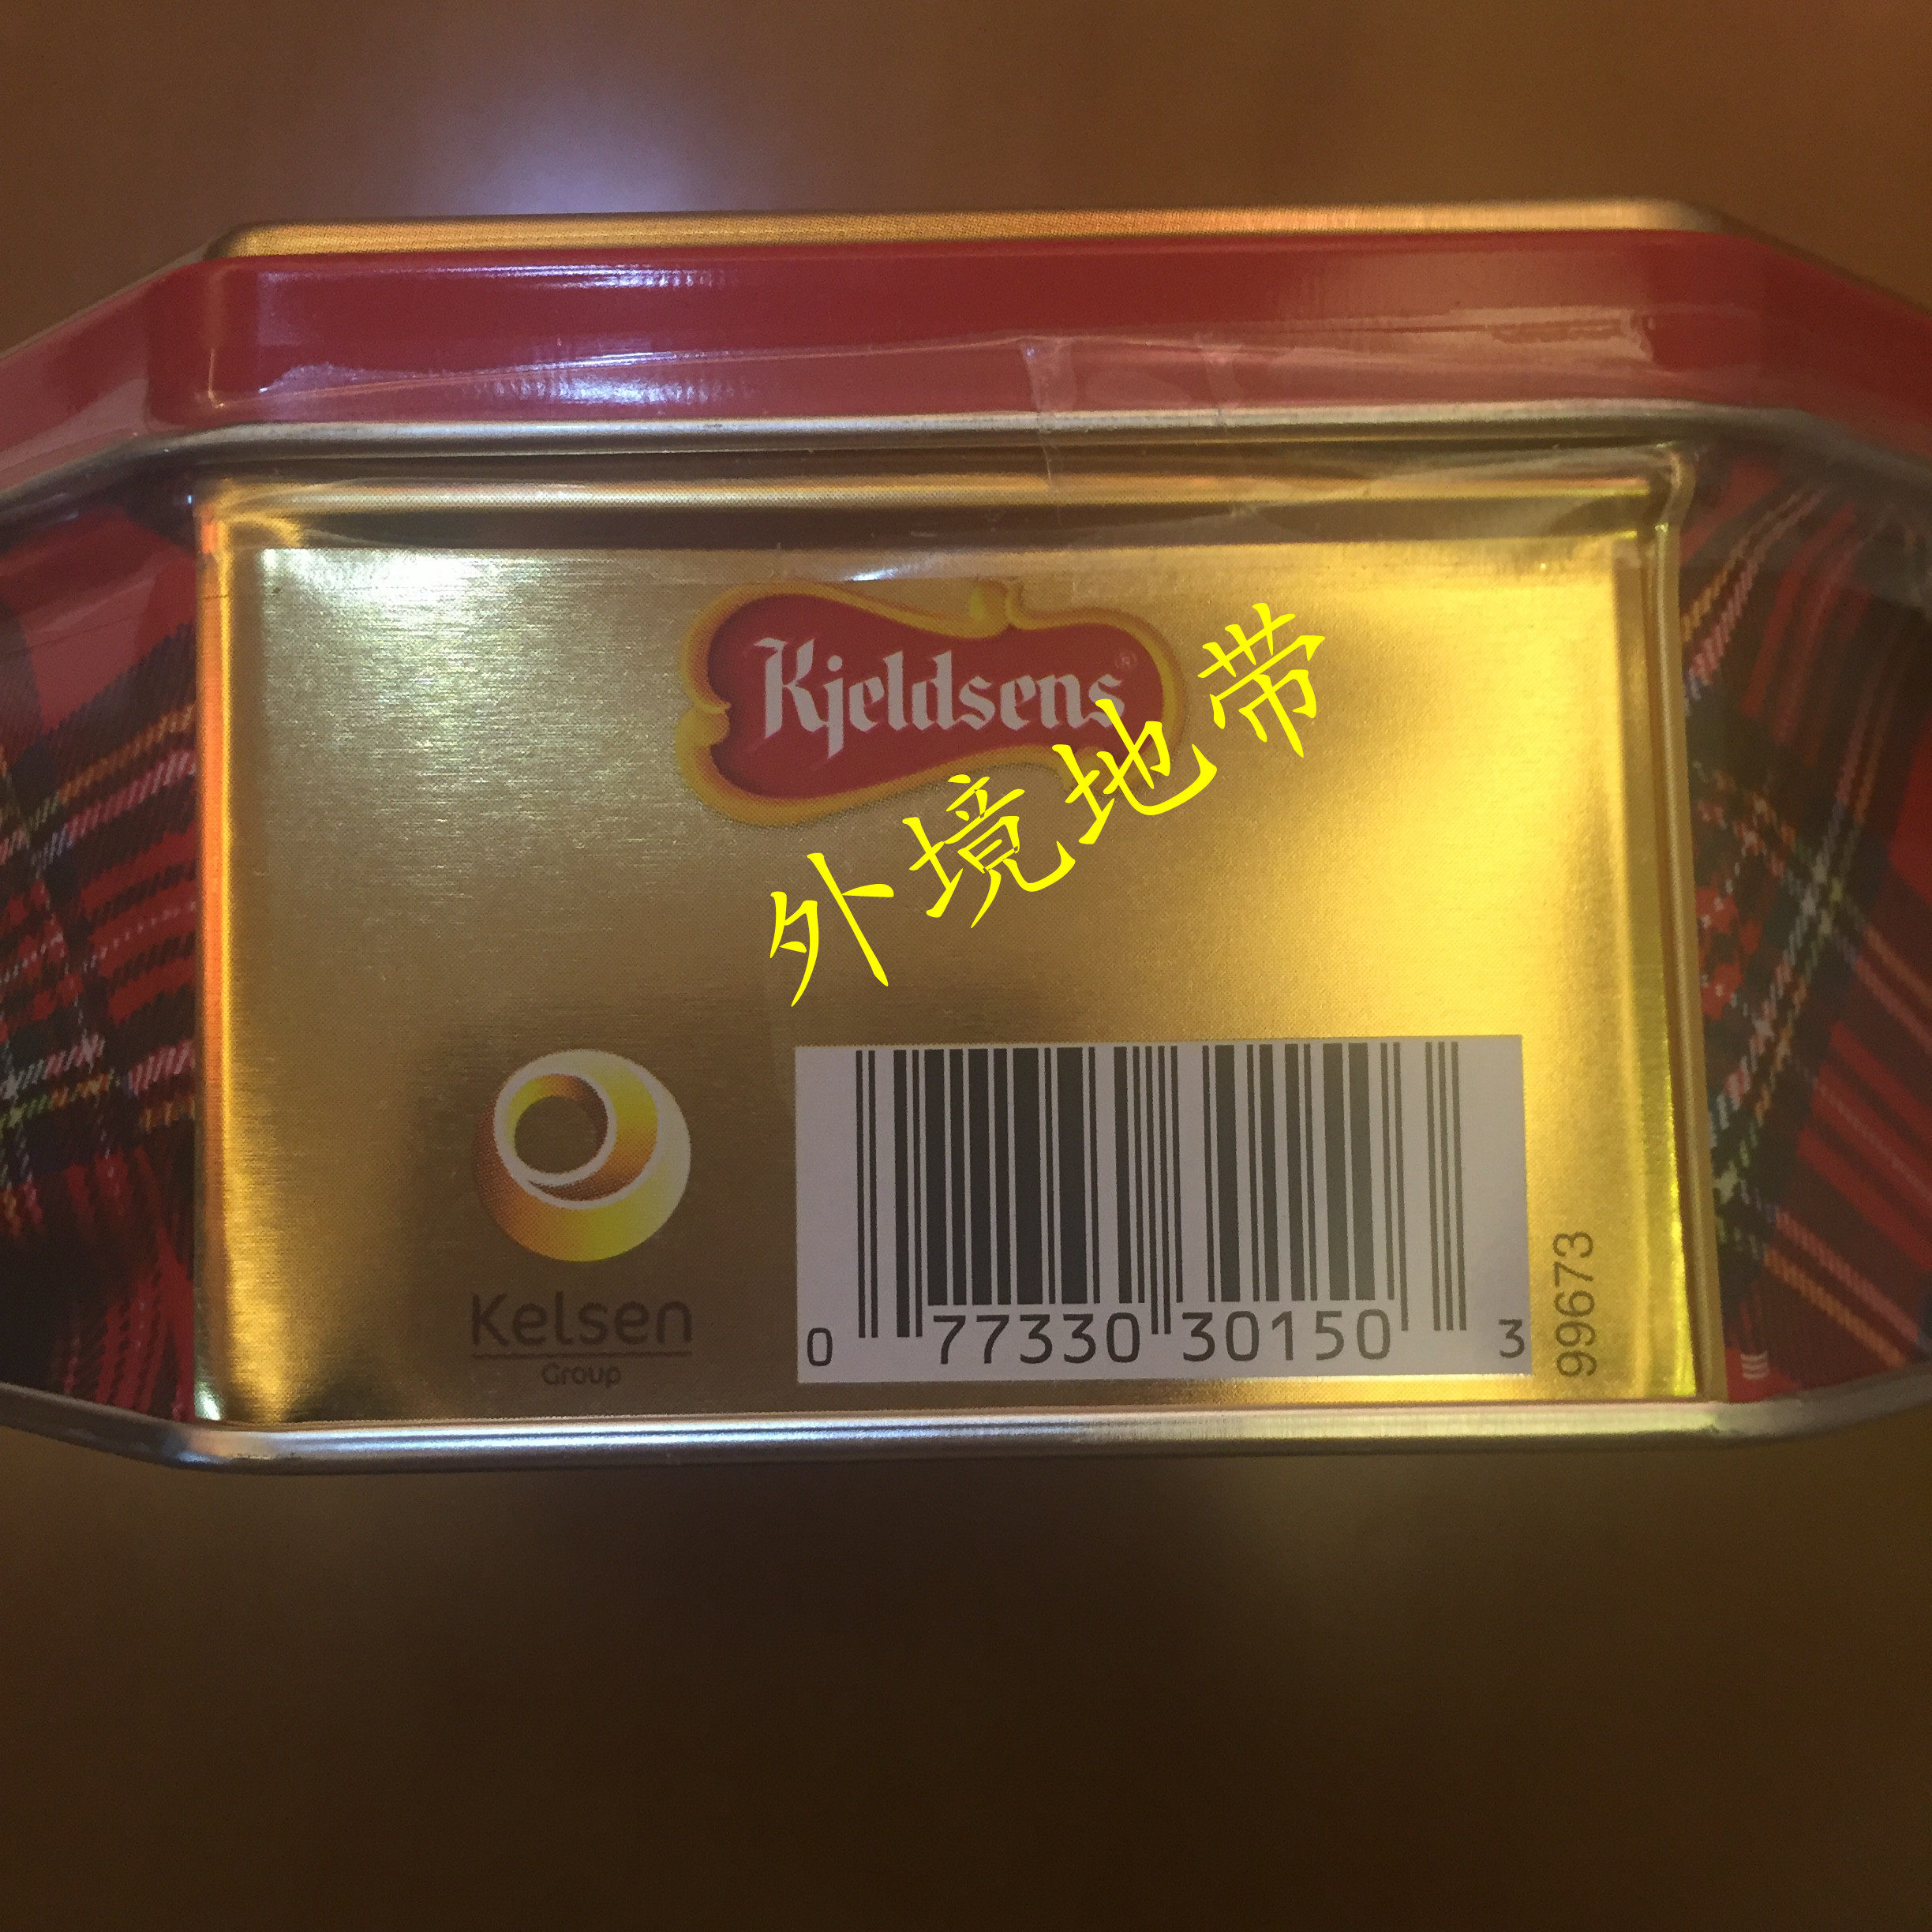 Kjeldsens®
外境地带
Kelsen
Group
0 77330 30150 3
99673